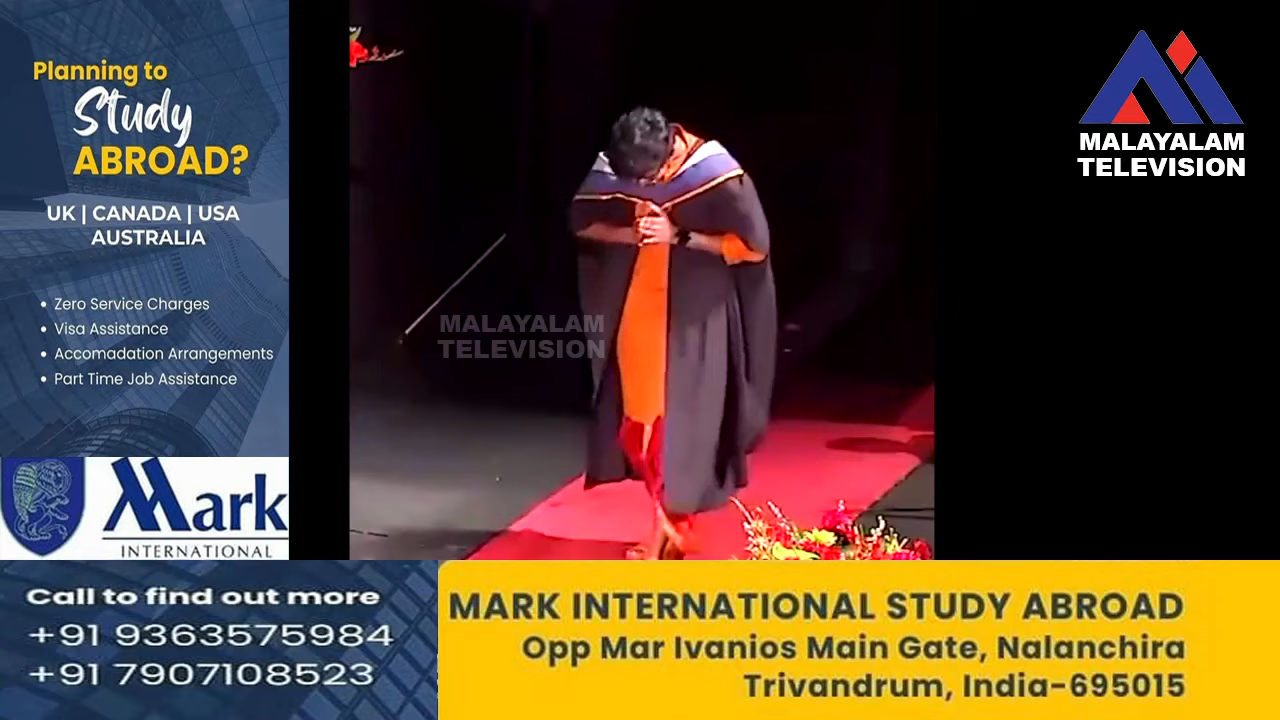 Planning to
Study
ABROAD?
UK | CANADA | USA
AUSTRALIA
• Zero Service Charges
• Visa Assistance
• Accomadation Arrangements
• Part Time Job Assistance
Mark
INTERNATIONAL
MALAYALAM
TELEVISION
MALAYALAM
TELEVISION
Call to find out more
+91 9363575984
+91 7907108523
MARK INTERNATIONAL STUDY ABROAD
Opp Mar Ivanios Main Gate, Nalanchira
Trivandrum, India-695015